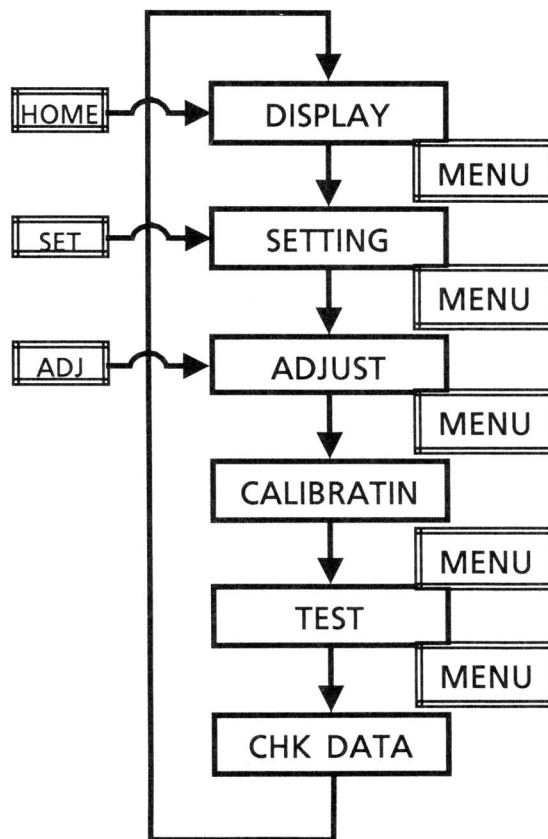 HOME
DISPLAY
MENU
SET
SETTING
MENU
ADJ
ADJUST
MENU
CALIBRATIN
MENU
TEST
MENU
CHK DATA